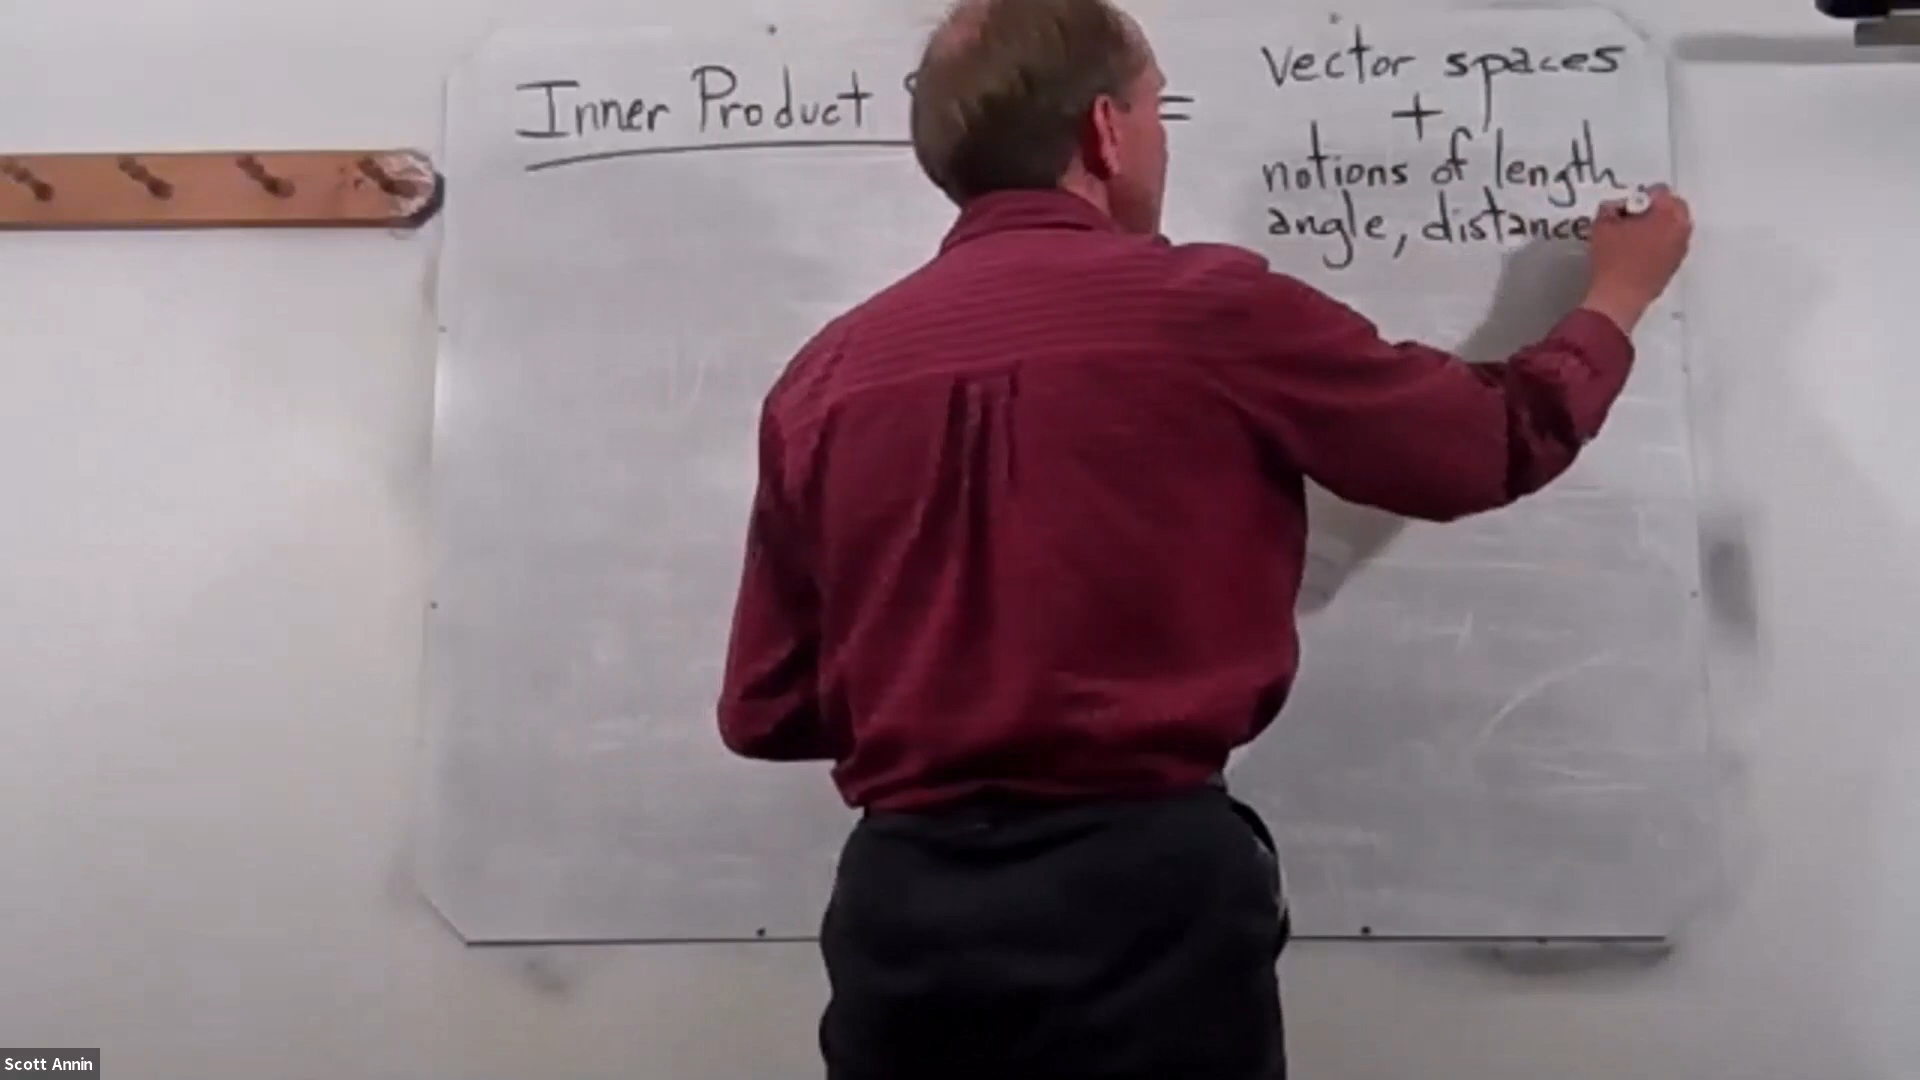 Inner Product =
vector spaces
+
notions of length,
angle, distance
Scott Annin